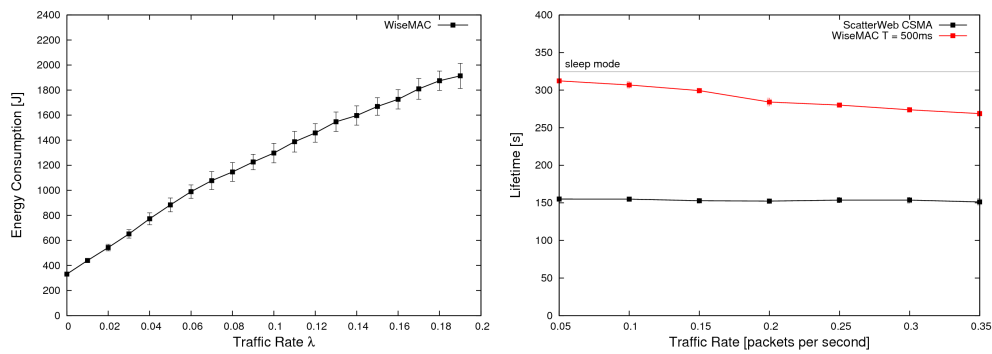 2400
2200
2000
1800
1600
1400
1200
1000
800
600
400
200
0
Energy Consumption [J]
WiseMAC
0 0.02 0.04 0.06 0.08 0.1 0.12 0.14 0.16 0.18 0.2
Traffic Rate λ
400
350
300
250
200
150
100
50
0
Lifetime [s]
ScatterWeb CSMA
WiseMAC T = 500ms
sleep mode
0.05 0.1 0.15 0.2 0.25 0.3 0.35
Traffic Rate [packets per second]